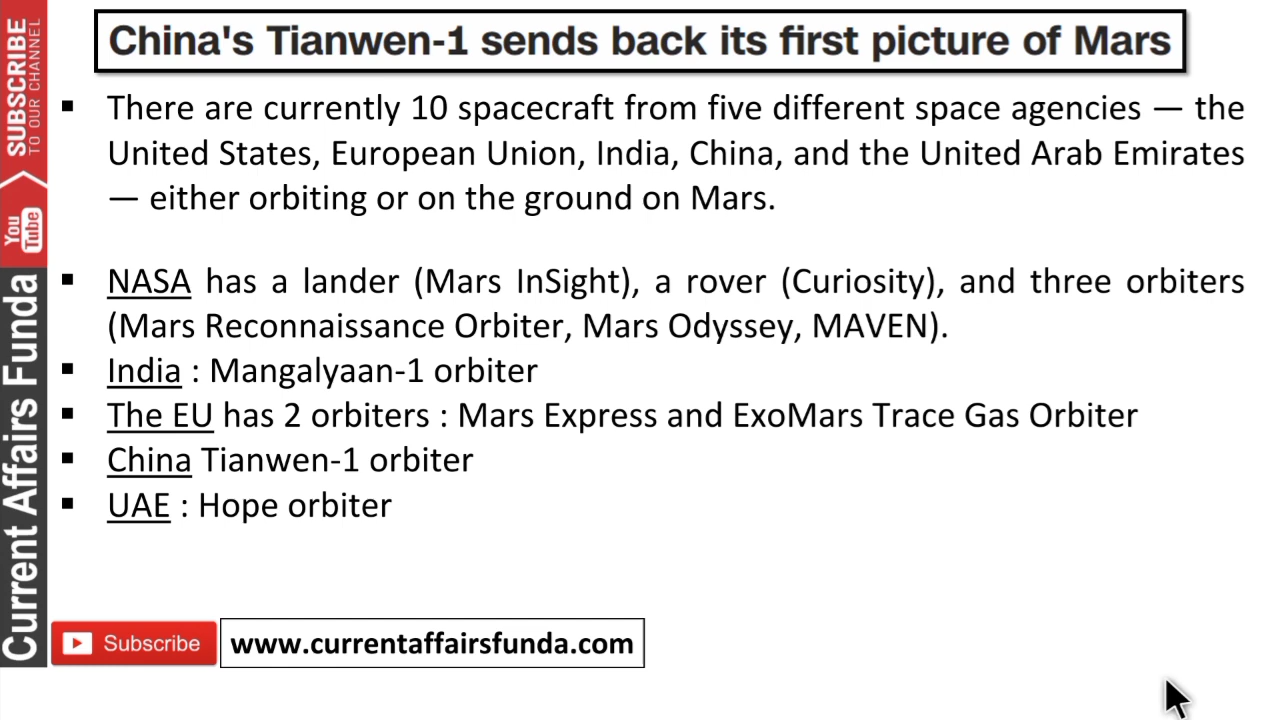 China's Tianwen-1 sends back its first picture of Mars
▪ There are currently 10 spacecraft from five different space agencies — the
United States, European Union, India, China, and the United Arab Emirates
— either orbiting or on the ground on Mars.
▪ NASA has a lander (Mars InSight), a rover (Curiosity), and three orbiters
(Mars Reconnaissance Orbiter, Mars Odyssey, MAVEN).
▪ India : Mangalyaan-1 orbiter
▪ The EU has 2 orbiters : Mars Express and ExoMars Trace Gas Orbiter
▪ China Tianwen-1 orbiter
▪ UAE : Hope orbiter
SUBSCRIBE
TO OUR CHANNEL
You
Tube
Current Affairs Funda
Subscribe
www.currentaffairsfunda.com